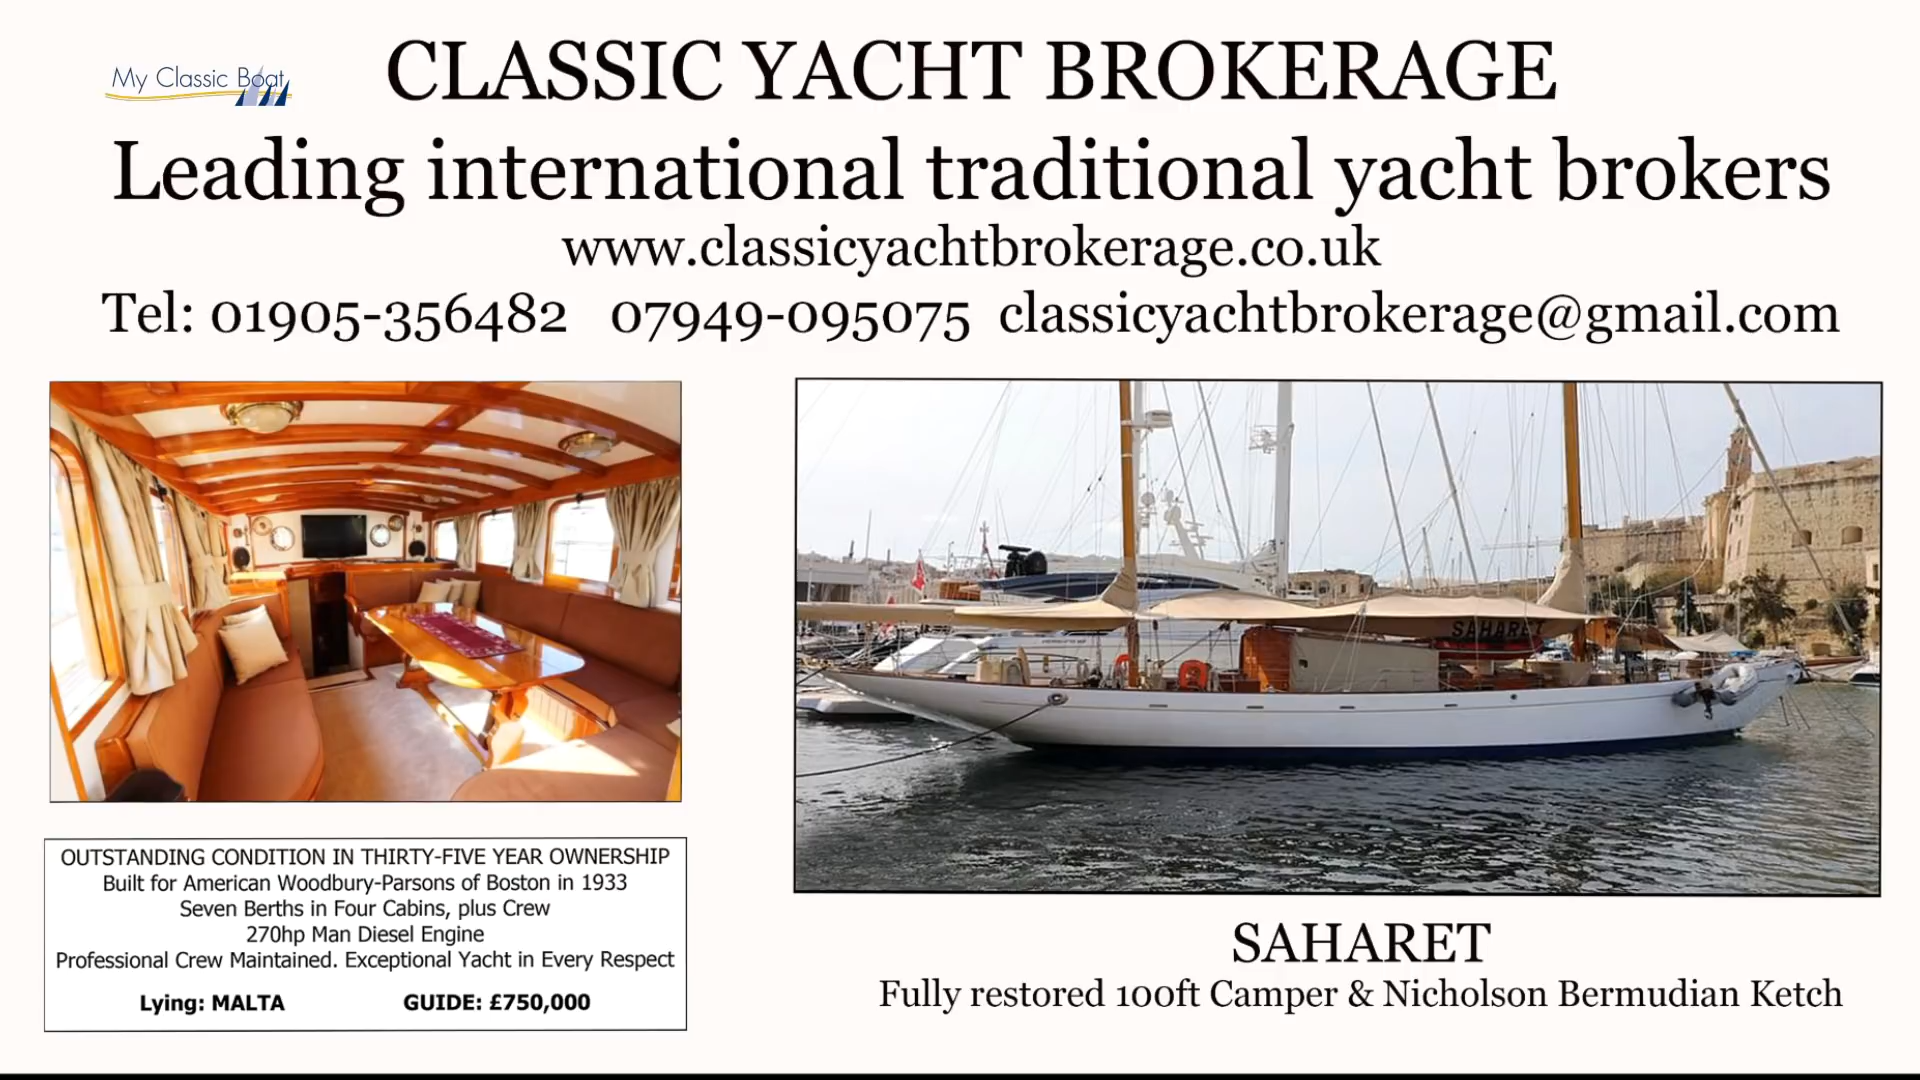 My Classic Boat
CLASSIC YACHT BROKERAGE
Leading international traditional yacht brokers
www.classicyachtbrokerage.co.uk
Tel: 01905-356482 07949-095075 classicyachtbrokerage@gmail.com
SAHARET
OUTSTANDING CONDITION IN THIRTY-FIVE YEAR OWNERSHIP
Built for American Woodbury-Parsons of Boston in 1933
Seven Berths in Four Cabins, plus Crew
270hp Man Diesel Engine
Professional Crew Maintained. Exceptional Yacht in Every Respect
Lying: MALTA GUIDE: £750,000
SAHARET
Fully restored 100ft Camper & Nicholson Bermudian Ketch